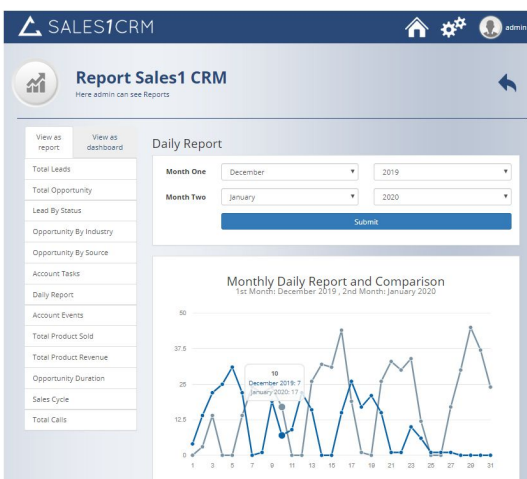 SALES1CRM
admin
Report Sales1 CRM
Here admin can see Reports
View as report
View as dashboard
Total Leads
Total Opportunity
Lead By Status
Opportunity By Industry
Opportunity By Source
Account Tasks
Daily Report
Account Events
Total Product Sold
Total Product Revenue
Opportunity Duration
Sales Cycle
Total Calls
Daily Report
Month One December 2019
Month Two January 2020
Submit
Monthly Daily Report and Comparison
1st Month: December 2019 , 2nd Month: January 2020
50
37.5
25
12.5
0
10
December 2019: 7
January 2020: 17
1 3 5 7 9 11 13 15 17 19 21 23 25 27 29 31